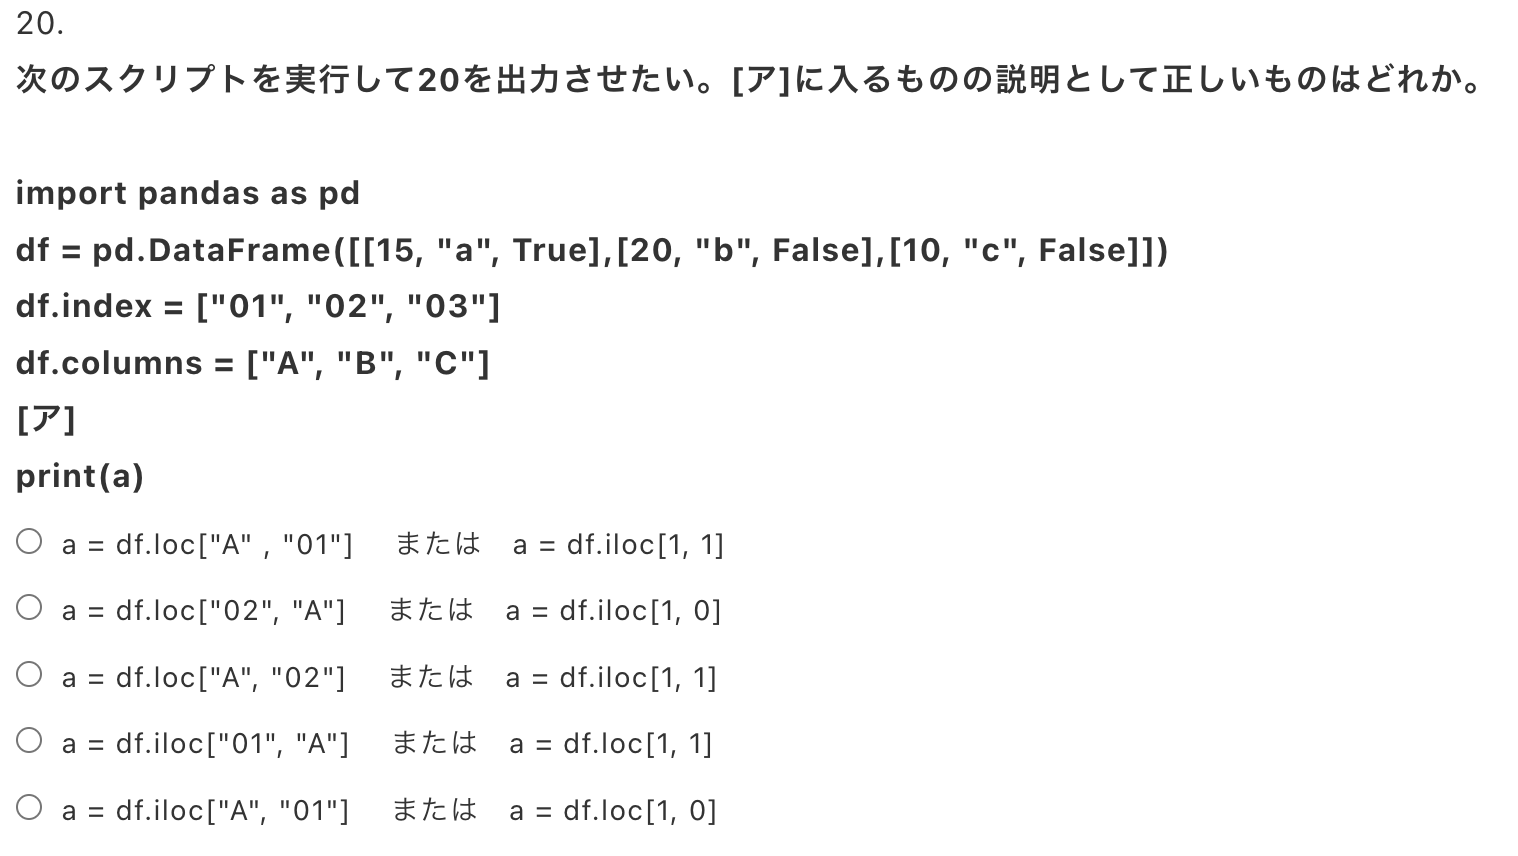 20.
次のスクリプトを実行して20を出力させたい。[ア]に入るものの説明として正しいものはどれか。
import pandas as pd
df = pd.DataFrame([[15, "a", True],[20, "b", False],[10, "c", False]])
df.index = ["01", "02", "03"]
df.columns = ["A", "B", "C"]
[ア]
print(a)
a = df.loc["A" , "01"]　または　a = df.iloc[1, 1]
a = df.loc["02", "A"]　または　a = df.iloc[1, 0]
a = df.loc["A", "02"]　または　a = df.iloc[1, 1]
a = df.iloc["01", "A"]　または　a = df.loc[1, 1]
a = df.iloc["A", "01"]　または　a = df.loc[1, 0]